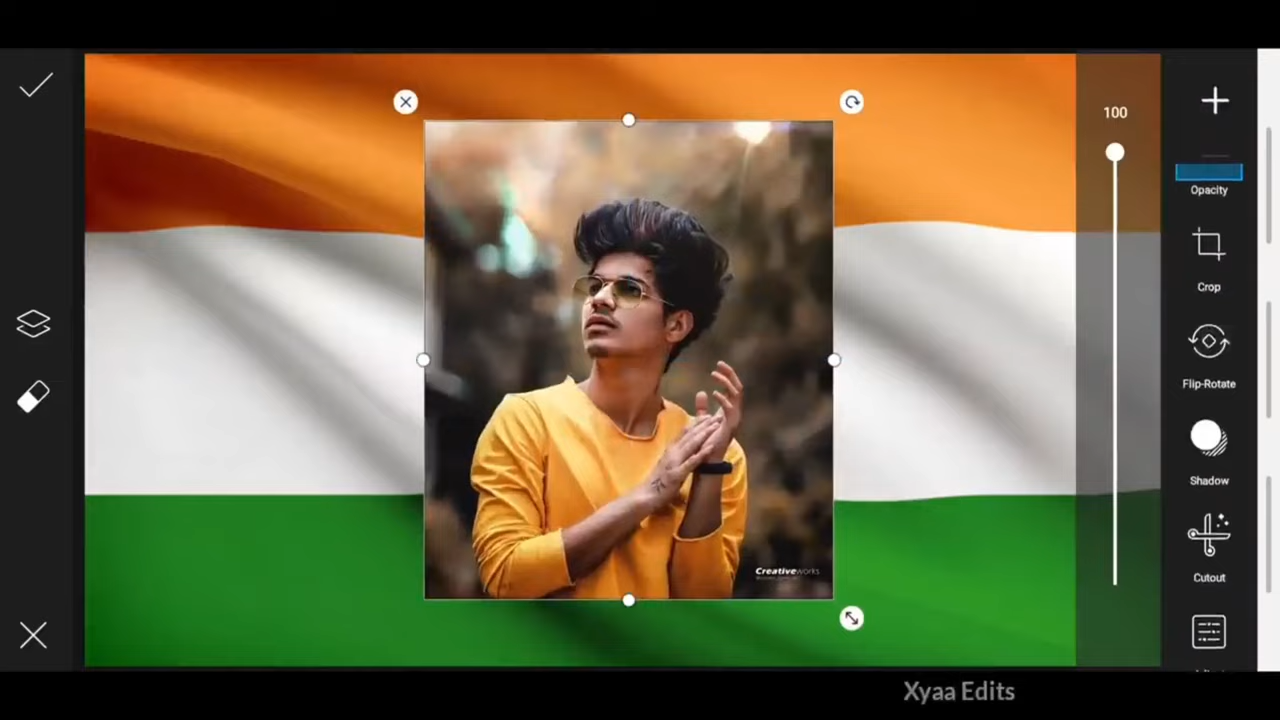 100
Opacity
Crop
Flip-Rotate
Shadow
Cutout
Creativeworks
Xyaa Edits